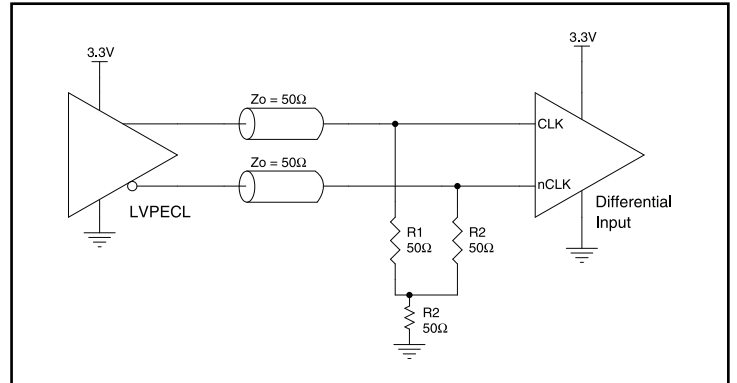 3.3V
3.3V
Zo = 50Ω
CLK
Zo = 50Ω
nCLK
LVPECL
Differential
Input
R1
50Ω
R2
50Ω
R2
50Ω